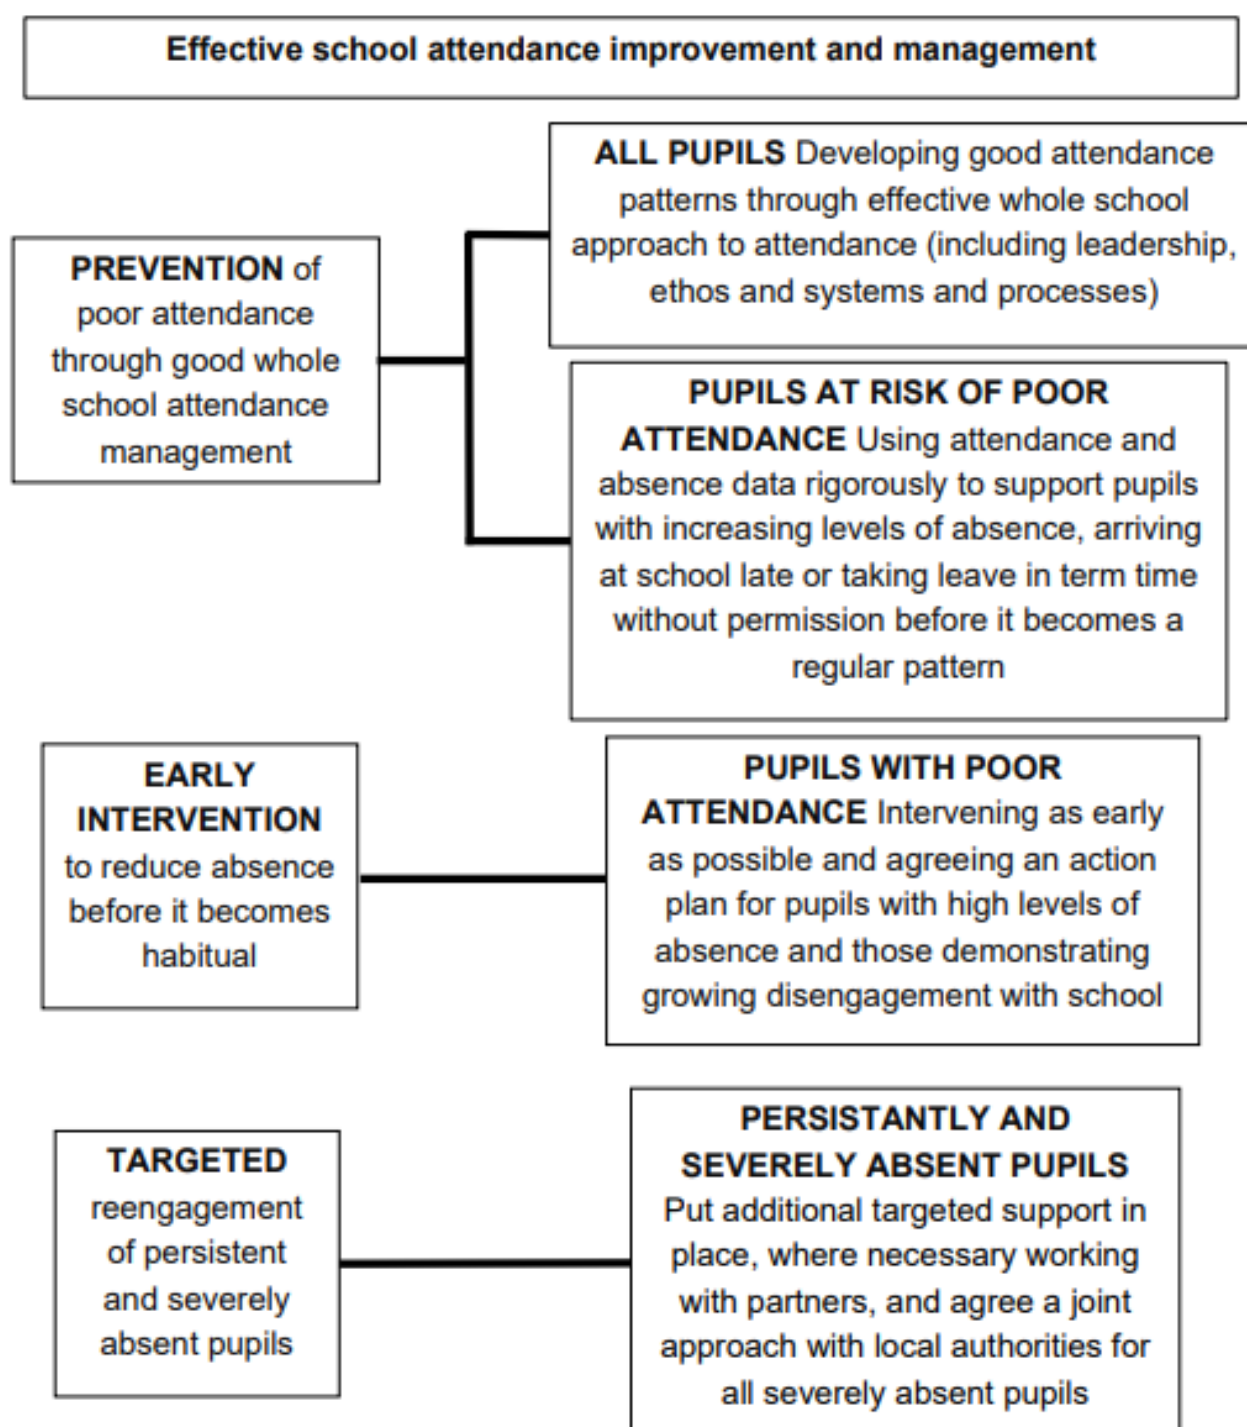 Effective school attendance improvement and management
PREVENTION of
poor attendance
through good whole
school attendance
management
ALL PUPILS Developing good attendance
patterns through effective whole school
approach to attendance (including leadership,
ethos and systems and processes)
PUPILS AT RISK OF POOR
ATTENDANCE Using attendance and
absence data rigorously to support pupils
with increasing levels of absence, arriving
at school late or taking leave in term time
without permission before it becomes a
regular pattern
EARLY
INTERVENTION
to reduce absence
before it becomes
habitual
PUPILS WITH POOR
ATTENDANCE Intervening as early
as possible and agreeing an action
plan for pupils with high levels of
absence and those demonstrating
growing disengagement with school
TARGETED
reengagement
of persistent
and severely
absent pupils
PERSISTANTLY AND
SEVERELY ABSENT PUPILS
Put additional targeted support in
place, where necessary working
with partners, and agree a joint
approach with local authorities for
all severely absent pupils